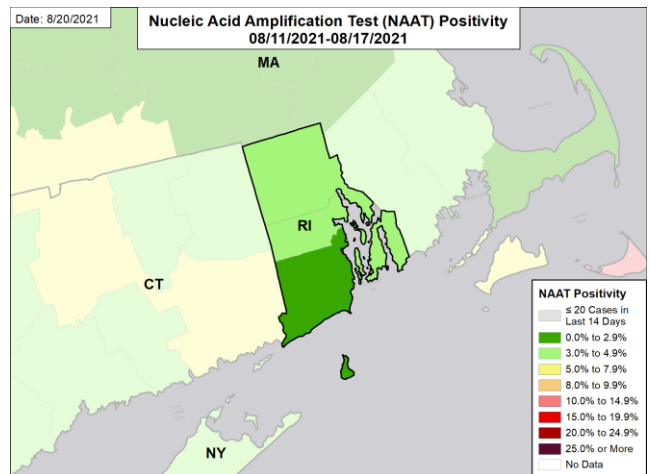 Date: 8/20/2021
Nucleic Acid Amplification Test (NAAT) Positivity
08/11/2021-08/17/2021
MA
RI
CT
NY
NAAT Positivity
≤ 20 Cases in
Last 14 Days
0.0% to 2.9%
3.0% to 4.9%
5.0% to 7.9%
8.0% to 9.9%
10.0% to 14.9%
15.0% to 19.9%
20.0% to 24.9%
25.0% or More
No Data